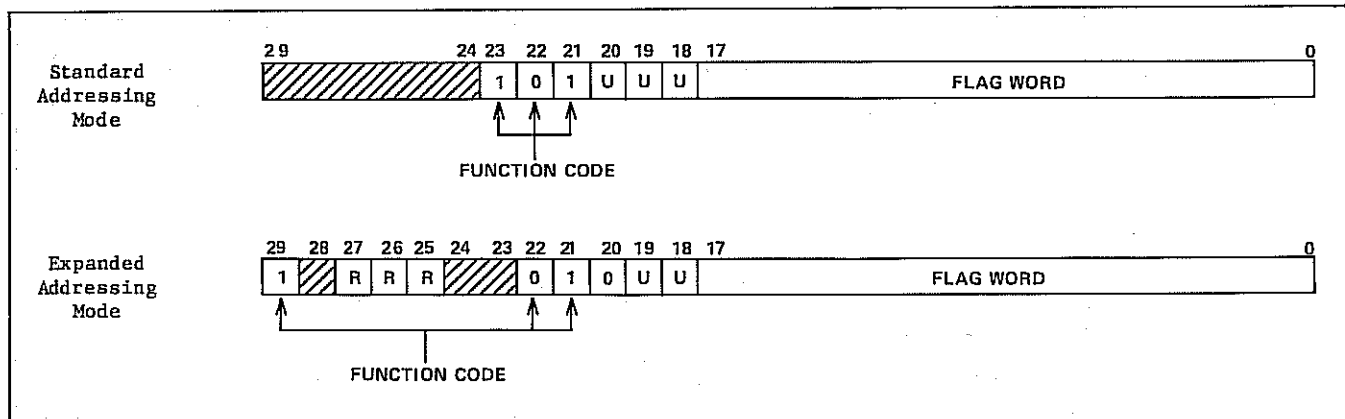 29 24 23 22 21 20 19 18 17 0
Standard
Addressing
Mode
1 0 1 U U U FLAG WORD
FUNCTION CODE
29 28 27 26 25 24 23 22 21 20 19 18 17 0
Expanded
Addressing
Mode
1 R R R 0 1 0 U U FLAG WORD
FUNCTION CODE